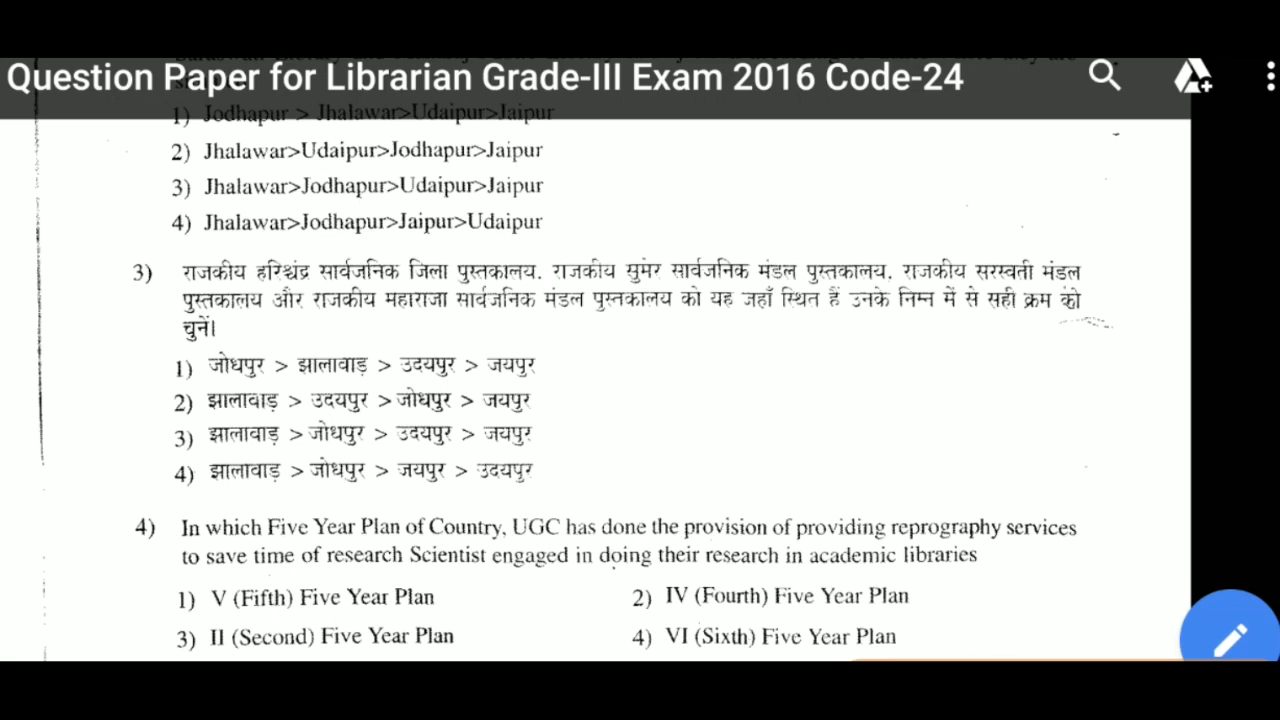 Question Paper for Librarian Grade-III Exam 2016 Code-24
1) Jodhapur > Jhalawar>Udaipur>Jaipur
2) Jhalawar>Udaipur>Jodhapur>Jaipur
3) Jhalawar>Jodhapur>Udaipur>Jaipur
4) Jhalawar>Jodhapur>Jaipur>Udaipur
3) राजकीय हरिश्चंद्र सार्वजनिक जिला पुस्तकालय, राजकीय सुमेर सार्वजनिक मंडल पुस्तकालय, राजकीय सरस्वती मंडल
पुस्तकालय और राजकीय महाराजा सार्वजनिक मंडल पुस्तकालय को यह जहाँ स्थित हैं उनके निम्न में से सही क्रम को
चुनें।
1) जोधपुर > झालावाड़ > उदयपुर > जयपुर
2) झालावाड़ > उदयपुर > जोधपुर > जयपुर
3) झालावाड़ > जोधपुर > उदयपुर > जयपुर
4) झालावाड़ > जोधपुर > जयपुर > उदयपुर
4) In which Five Year Plan of Country, UGC has done the provision of providing reprography services
to save time of research Scientist engaged in doing their research in academic libraries
1) V (Fifth) Five Year Plan 2) IV (Fourth) Five Year Plan
3) II (Second) Five Year Plan 4) VI (Sixth) Five Year Plan